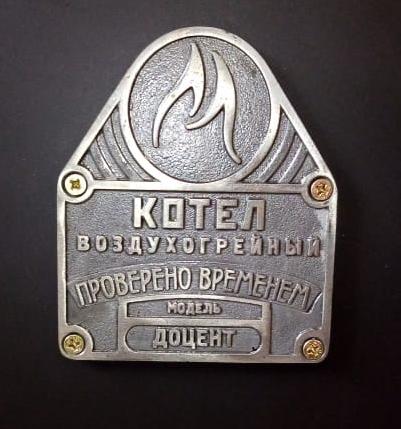 КОТЕЛ
ВОЗДУХОГРЕЙНЫЙ
ПРОВЕРЕНО ВРЕМЕНЕМ
МОДЕЛЬ
ДОЦЕНТ